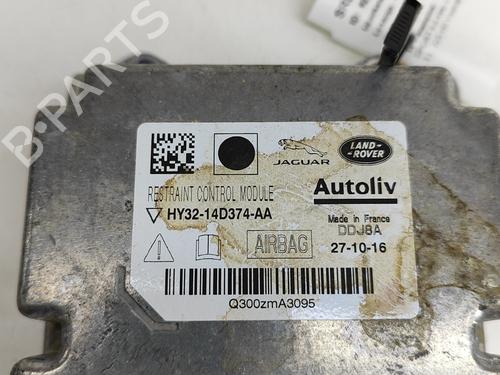 B-PARTS
JAGUAR
LAND-
ROVER
RESTRAINT CONTROL MODULE
HY32-14D374-AA
Autoliv
Made in France
DDJ8A
AIRBAG
27-10-16
Q300zmA3095